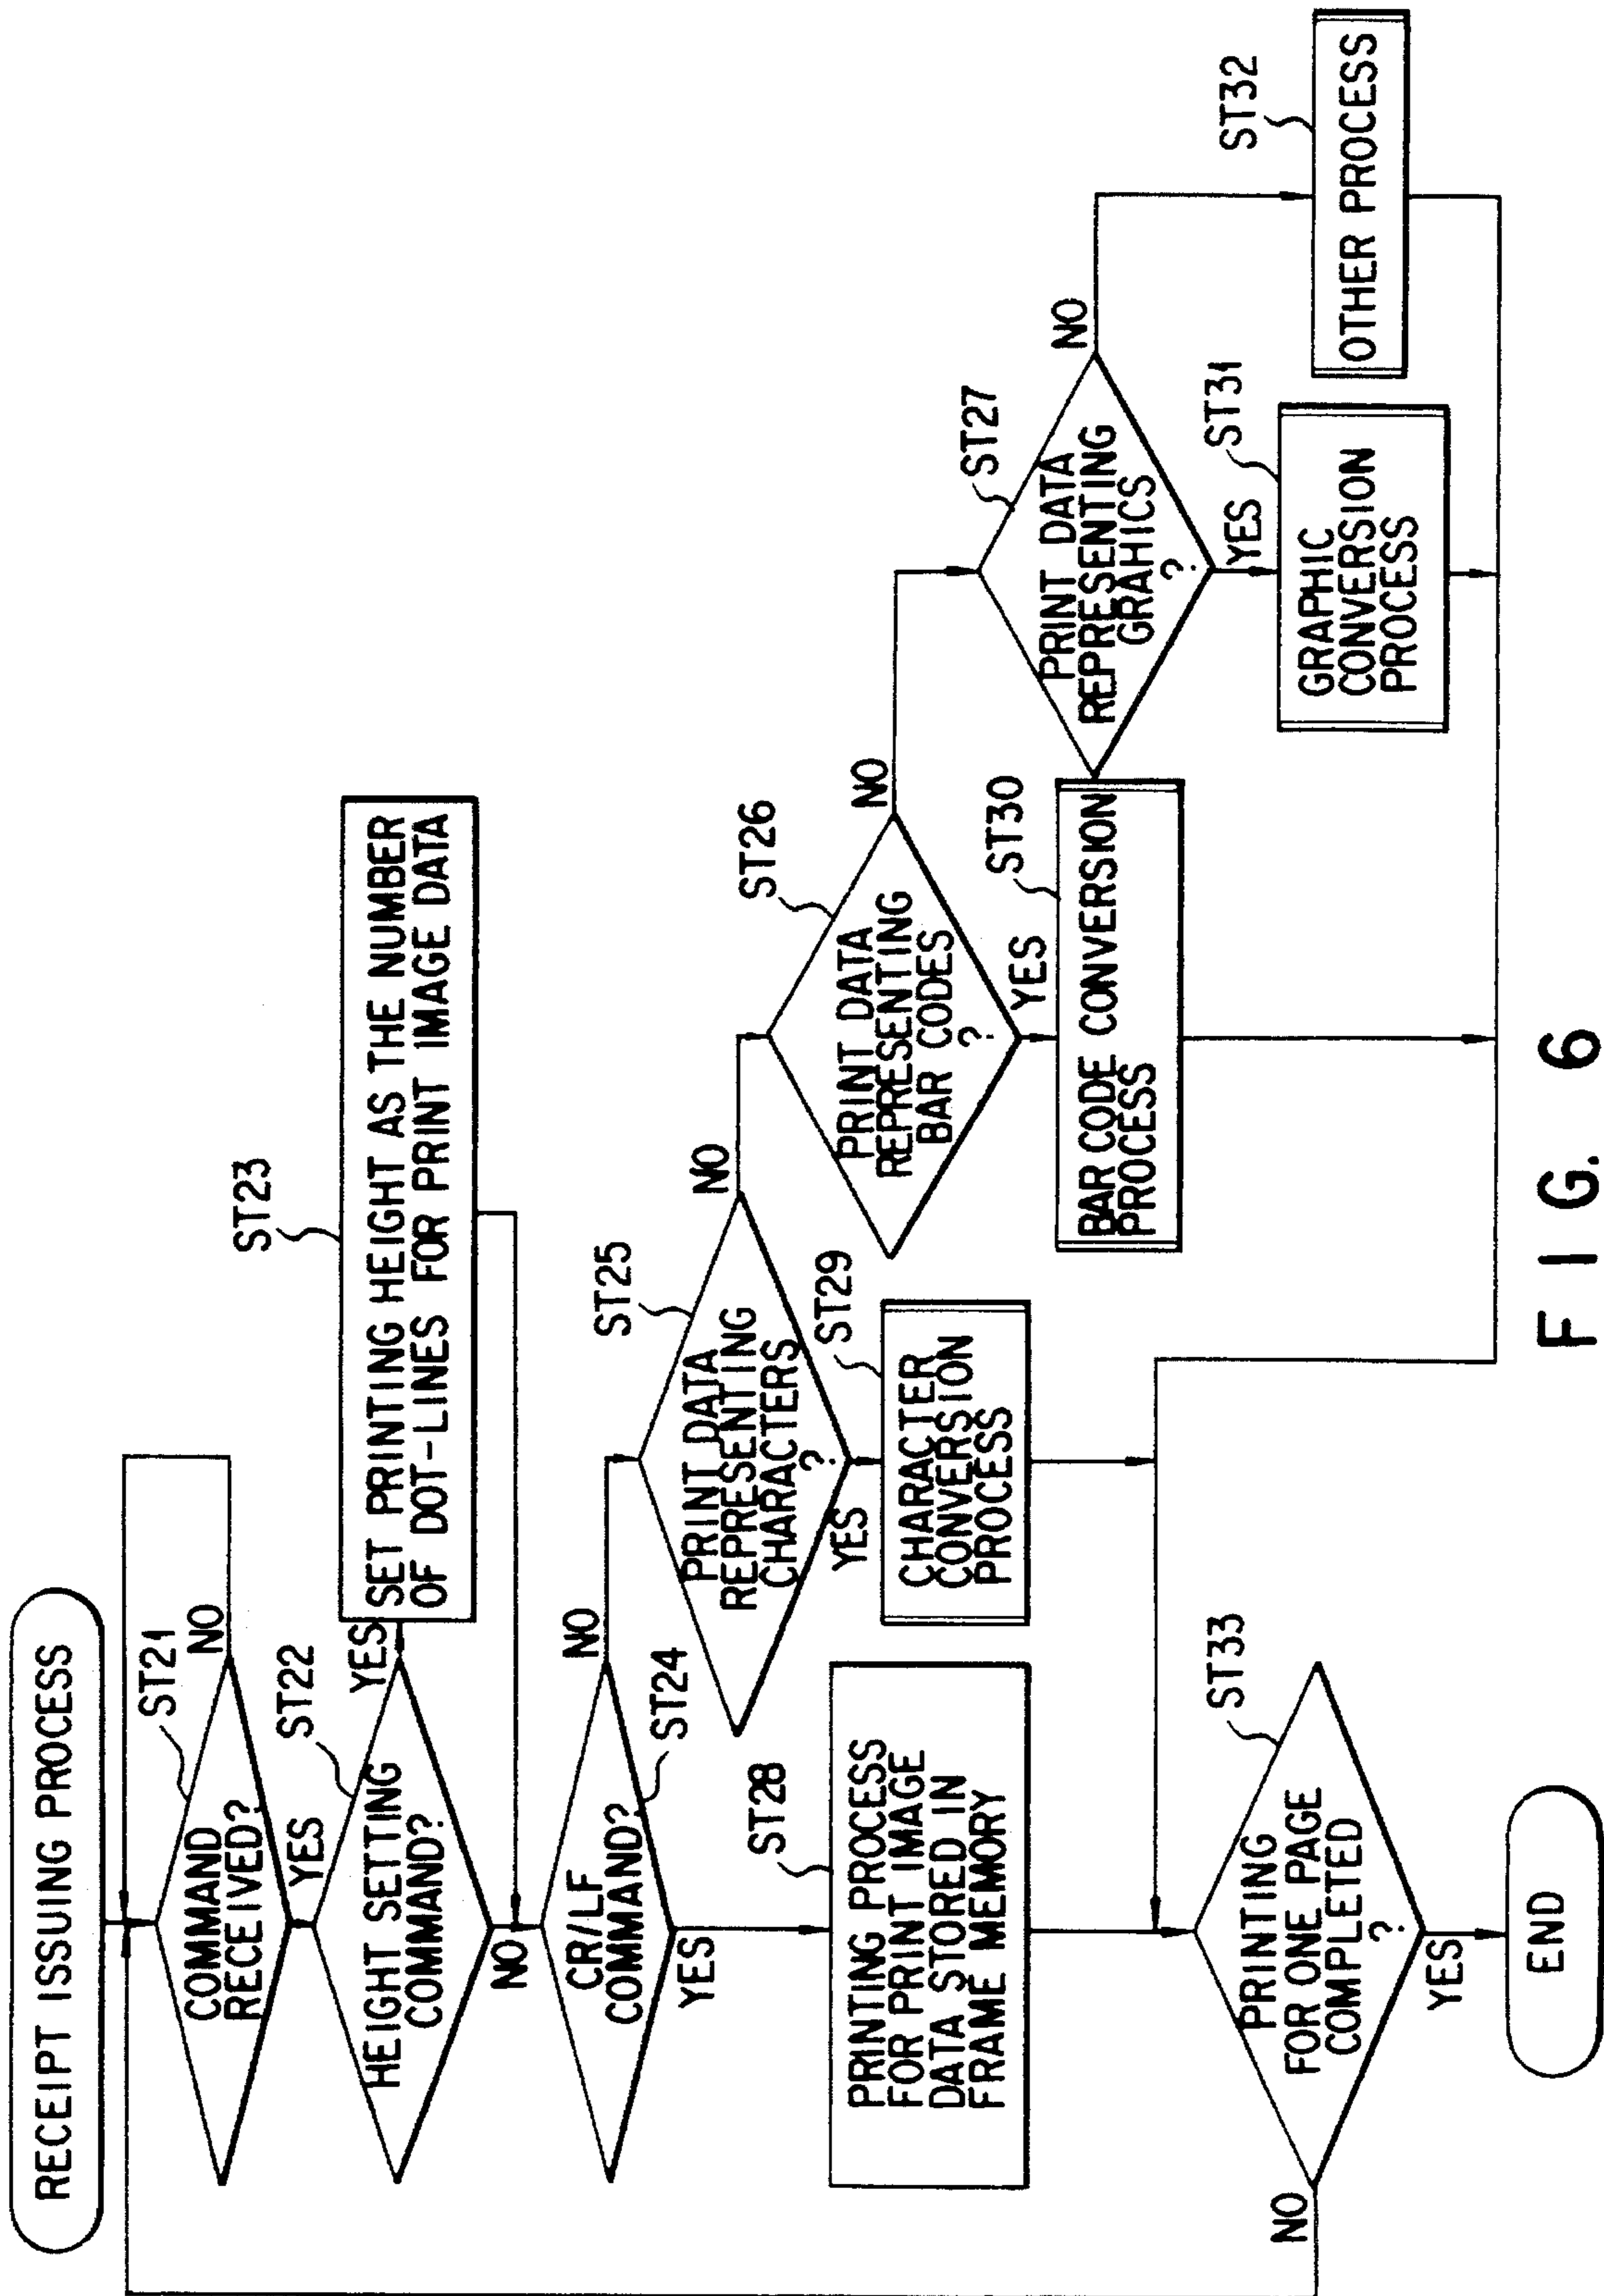 RECEIPT ISSUING PROCESS
ST21
COMMAND
RECEIVED?
NO
YES
ST22
HEIGHT SETTING
COMMAND?
YES
NO
ST23
SET PRINTING HEIGHT AS THE NUMBER
OF DOT-LINES FOR PRINT IMAGE DATA
CR/LF
COMMAND?
ST24
NO
YES
ST25
PRINT DATA
REPRESENTING
CHARACTERS
?
NO
YES
ST26
PRINT DATA
REPRESENTING
BAR CODES
?
NO
YES
ST27
PRINT DATA
REPRESENTING
GRAHICS
?
NO
YES
ST28
PRINTING PROCESS
FOR PRINT IMAGE
DATA STORED IN
FRAME MEMORY
ST29
CHARACTER
CONVERSION
PROCESS
ST30
BAR CODE CONVERSION
PROCESS
ST31
GRAPHIC
CONVERSION
PROCESS
ST32
OTHER PROCESS
ST33
PRINTING
FOR ONE PAGE
COMPLETED
?
NO
YES
END
FIG. 6